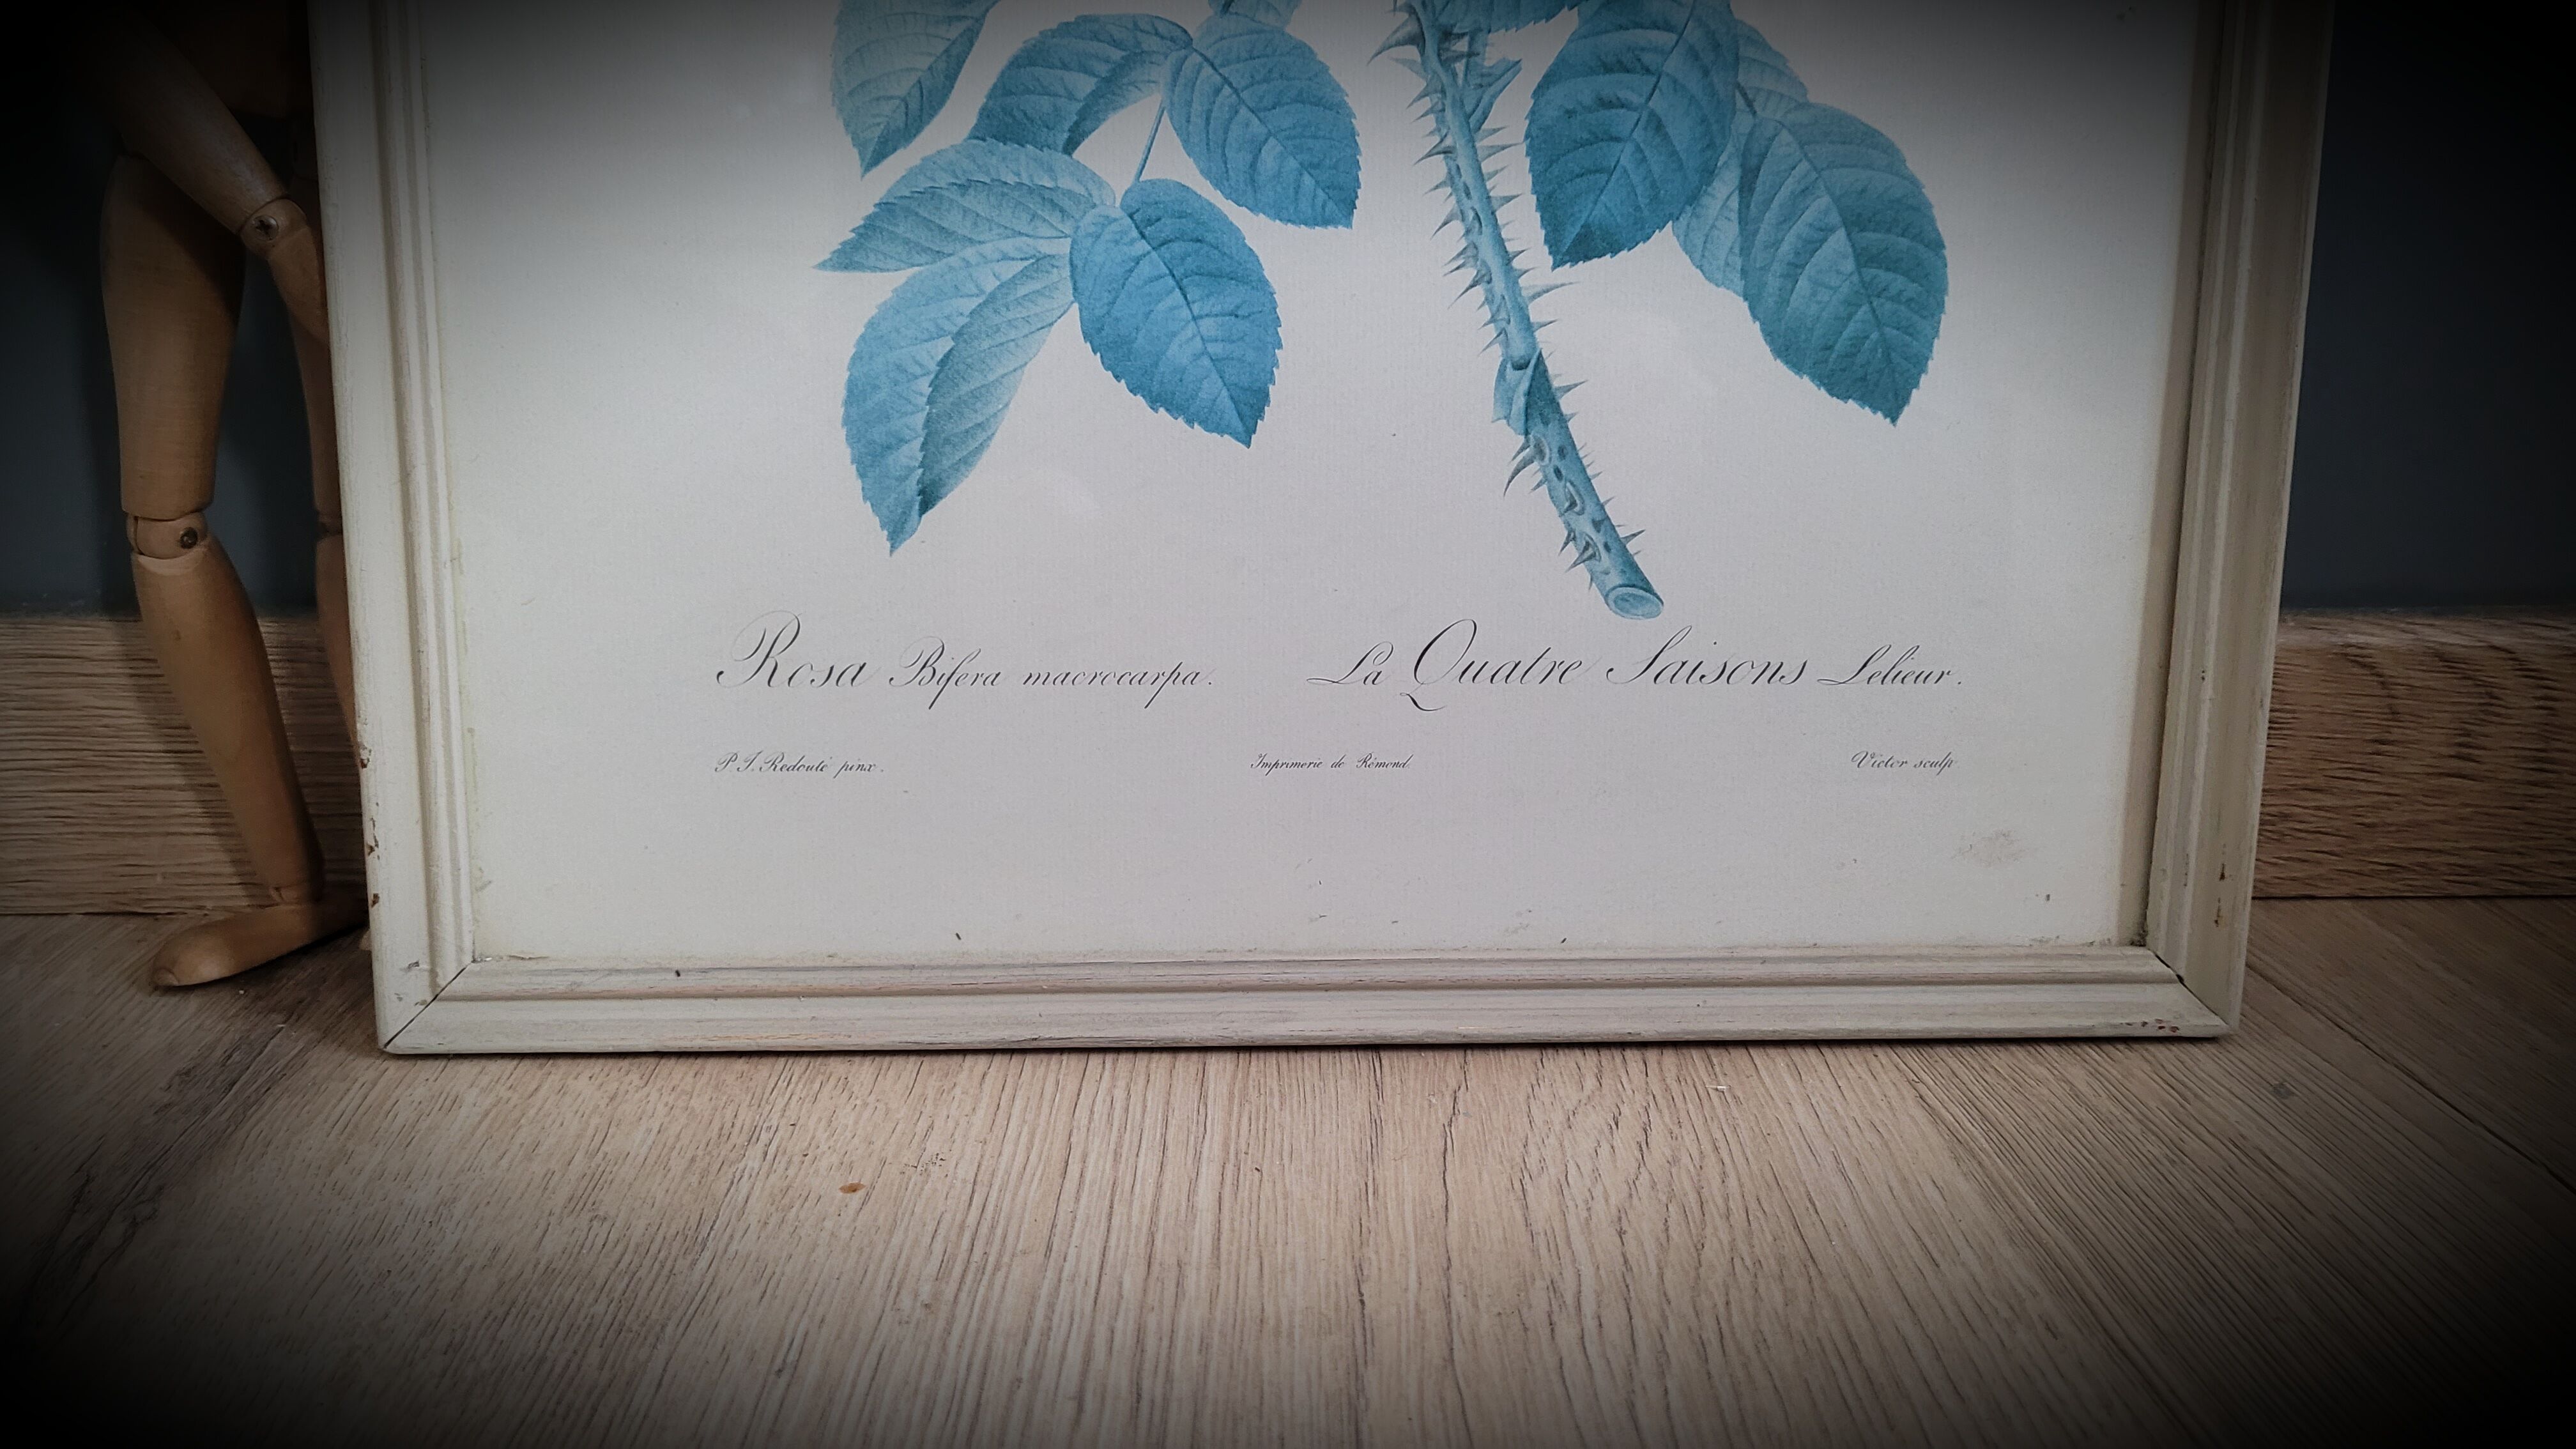 Rosa Bifera macrocarpa. La Quatre Saisons Lelieur.
P. J. Redouté pinx. Imprimerie de Rémond. Victor sculp